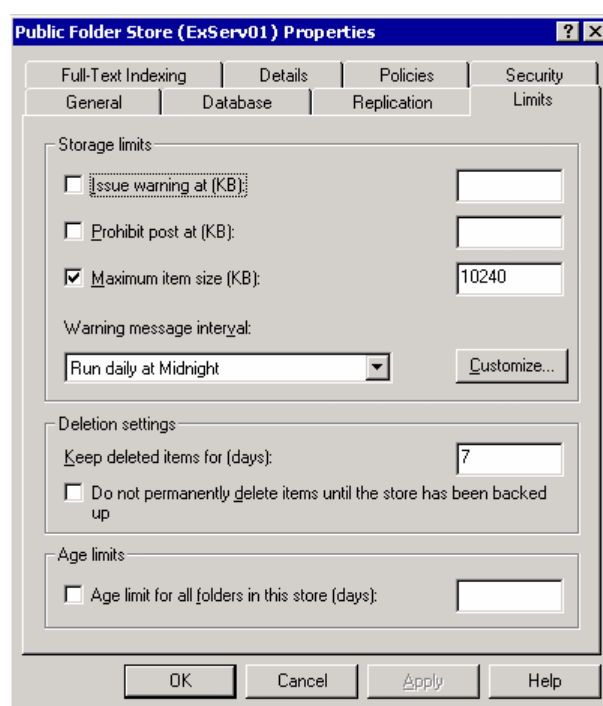 Public Folder Store (ExServ01) Properties
Full-Text Indexing Details Policies Security
General Database Replication Limits
Storage limits
Issue warning at (KB):
Prohibit post at (KB):
Maximum item size (KB): 10240
Warning message interval:
Run daily at Midnight Customize...
Deletion settings
Keep deleted items for (days): 7
Do not permanently delete items until the store has been backed
up
Age limits
Age limit for all folders in this store (days):
OK Cancel Apply Help